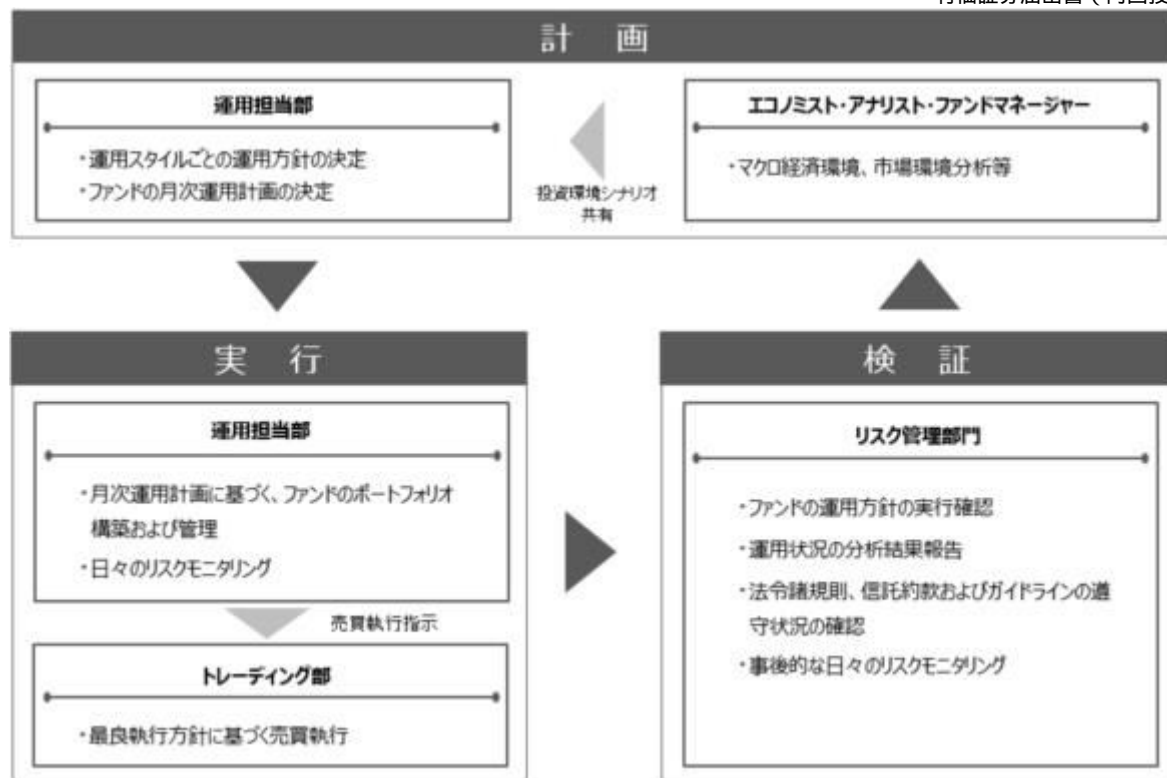 計 画
運用担当部
・運用スタイルごとの運用方針の決定
・ファンドの月次運用計画の決定
投資環境シナリオ
共有
エコノミスト・アナリスト・ファンドマネージャー
・マクロ経済環境、市場環境分析等
実 行
運用担当部
・月次運用計画に基づく、ファンドのポートフォリオ
構築および管理
・日々のリスクモニタリング
売買執行指示
トレーディング部
・最良執行方針に基づく売買執行
検 証
リスク管理部門
・ファンドの運用方針の実行確認
・運用状況の分析結果報告
・法令諸規則、信託約款およびガイドラインの遵
守状況の確認
・事後的な日々のリスクモニタリング